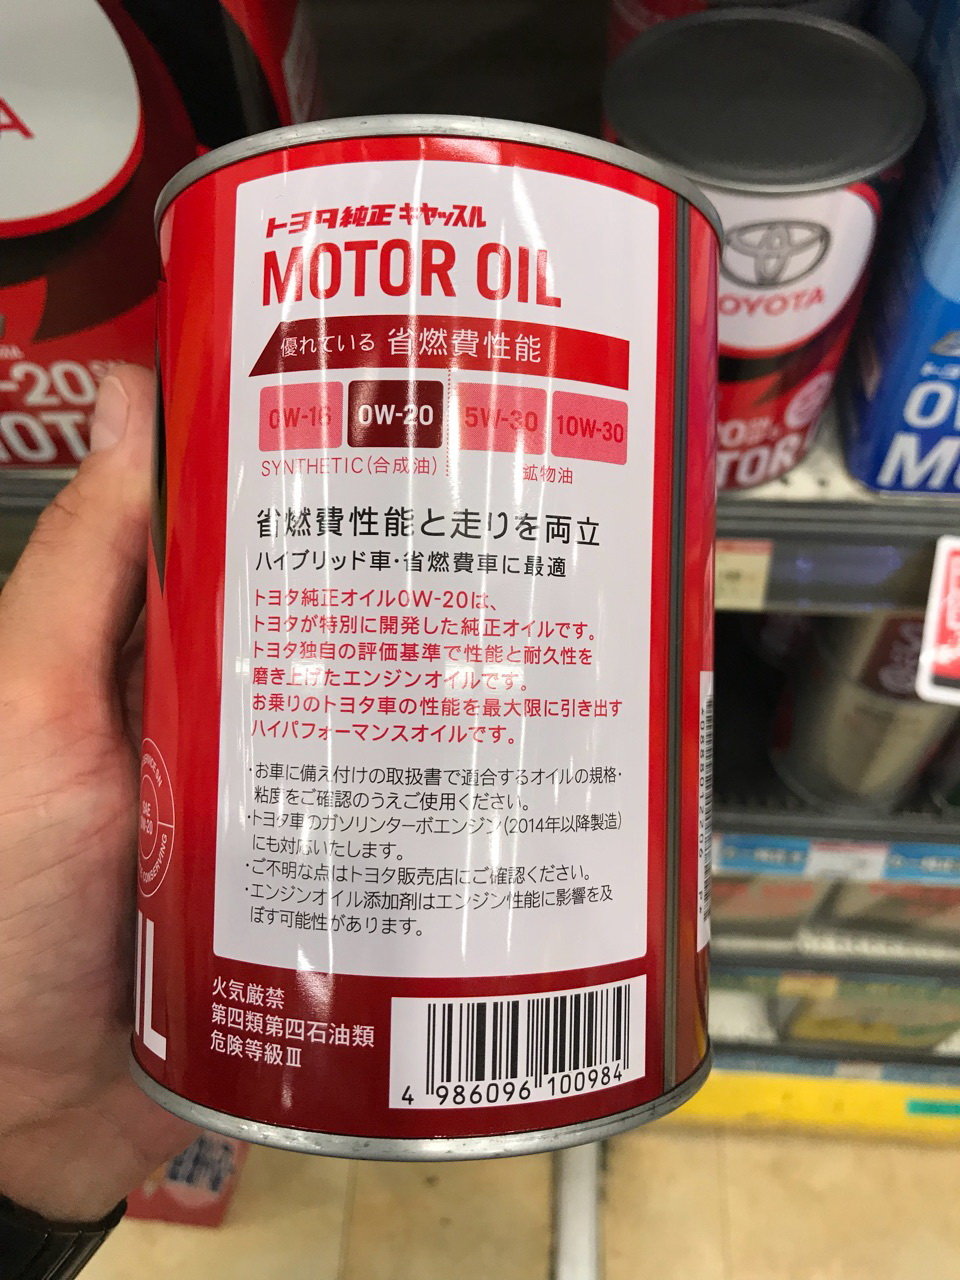 トヨタ純正キヤッスル
MOTOR OIL
優れている 省燃費性能
0W-16 0W-20 5W-30 10W-30
SYNTHETIC(合成油) 鉱物油
省燃費性能と走りを両立
ハイブリッド車・省燃費車に最適
トヨタ純正オイル0W-20は、
トヨタが特別に開発した純正オイルです。
トヨタ独自の評価基準で性能と耐久性を
磨き上げたエンジンオイルです。
お乗りのトヨタ車の性能を最大限に引き出す
ハイパフォーマンスオイルです。
・お車に備え付けの取扱書で適合するオイルの規格・
粘度をご確認のうえご使用ください。
・トヨタ車のガソリンターボエンジン(2014年以降製造)
にも対応いたします。
・ご不明な点はトヨタ販売店にご確認ください。
・エンジンオイル添加剤はエンジン性能に影響を及
ぼす可能性があります。
火気厳禁
第四類第四石油類
危険等級Ⅲ
4 986096 100984
SAE
0W-20
IL
-20
OT
TOYOTA
TOR
0
M